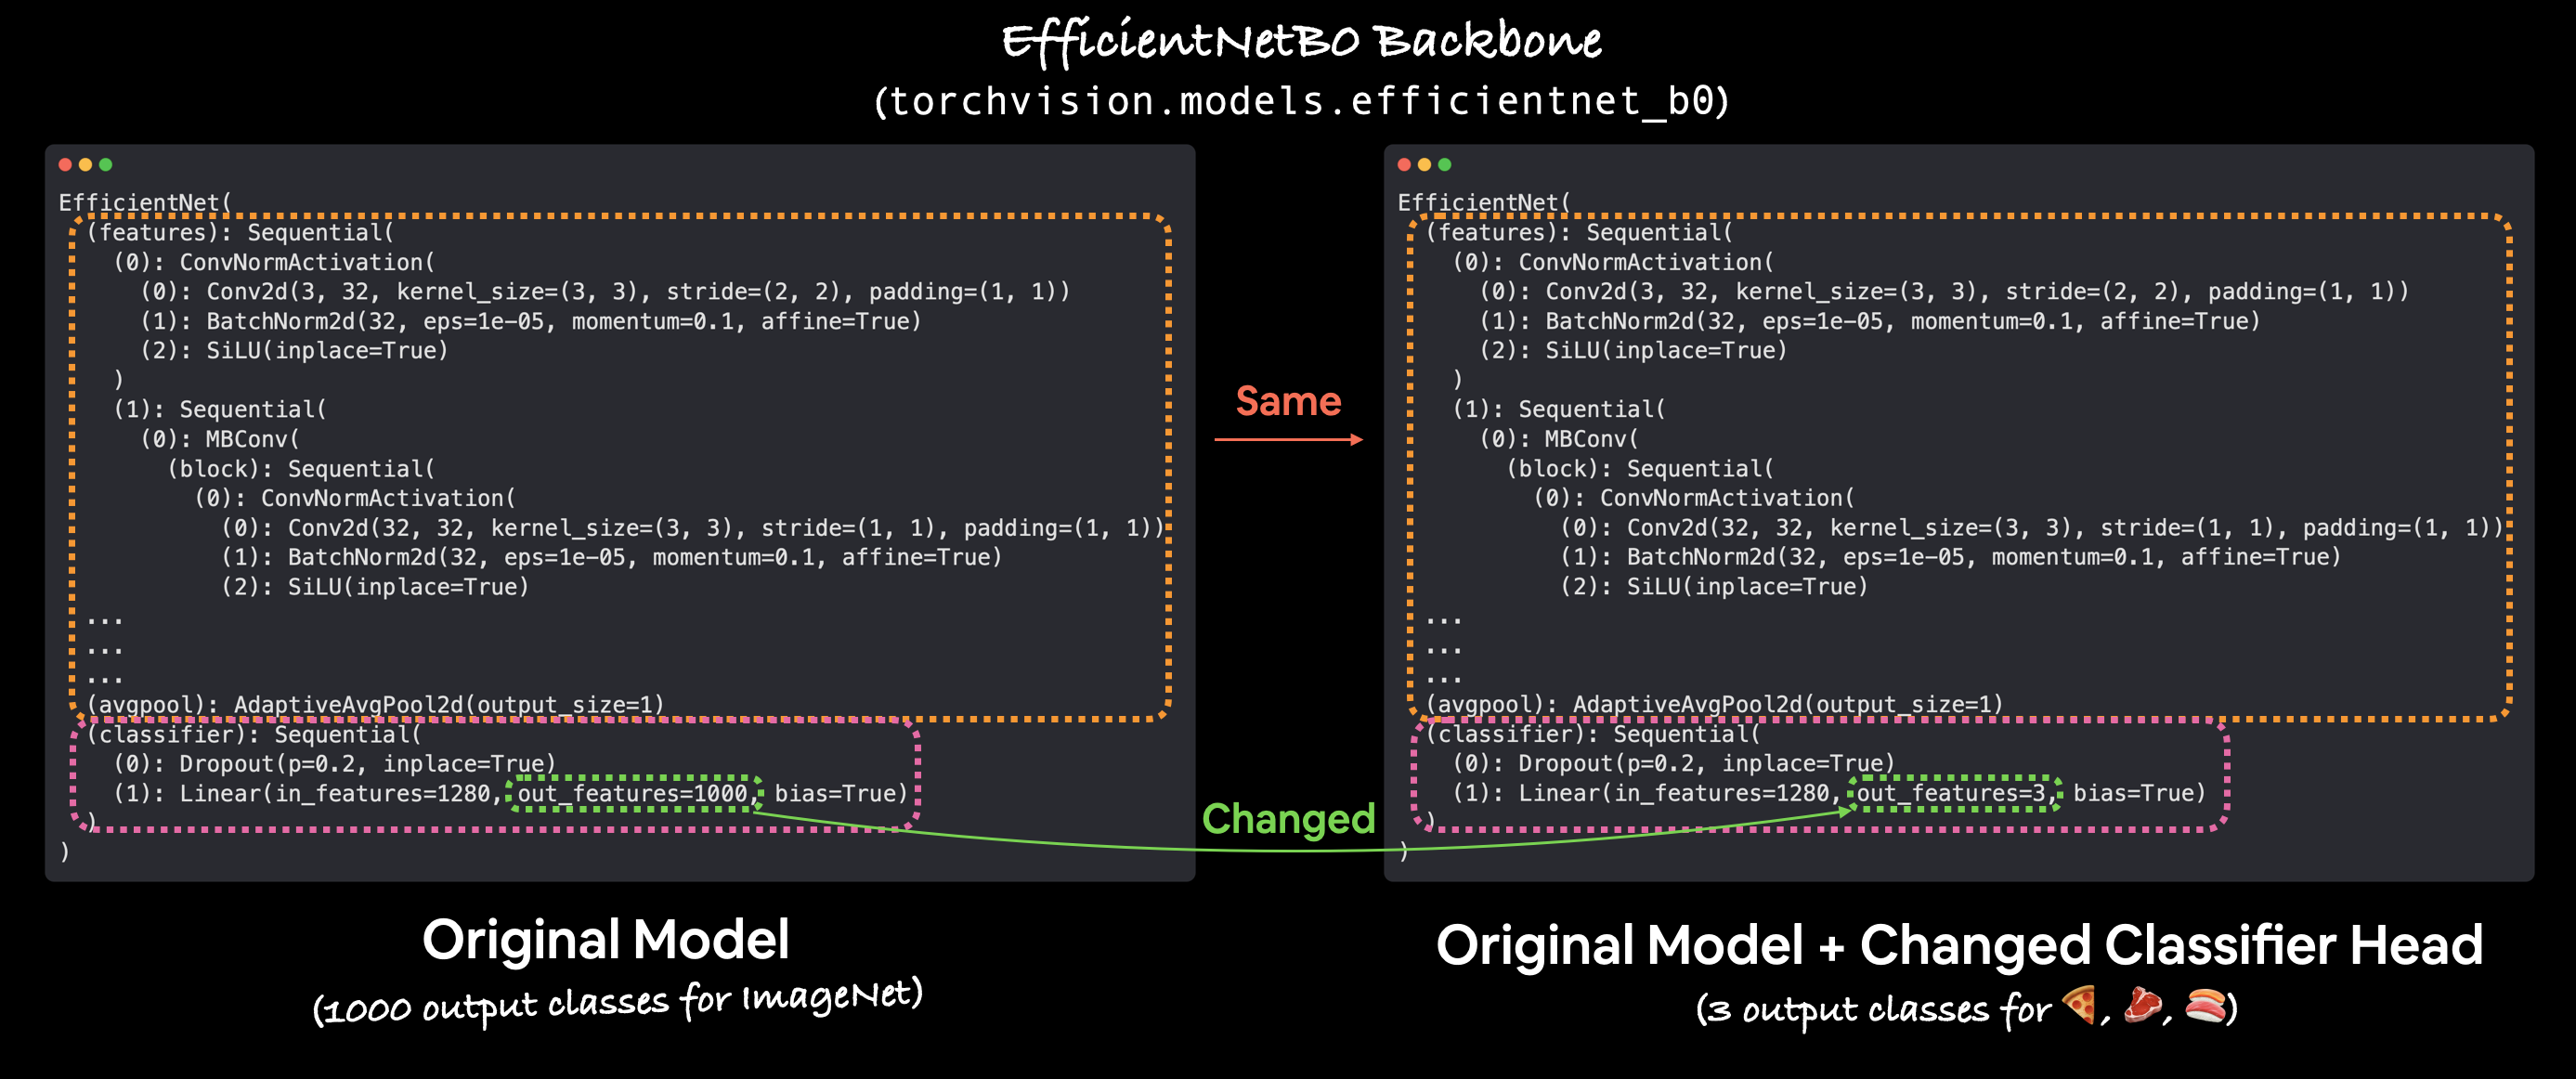 EfficientNetB0 Backbone
(torchvision.models.efficientnet_b0)
EfficientNet(
(features): Sequential(
(0): ConvNormActivation(
(0): Conv2d(3, 32, kernel_size=(3, 3), stride=(2, 2), padding=(1, 1))
(1): BatchNorm2d(32, eps=1e-05, momentum=0.1, affine=True)
(2): SiLU(inplace=True)
)
(1): Sequential(
(0): MBConv(
(block): Sequential(
(0): ConvNormActivation(
(0): Conv2d(32, 32, kernel_size=(3, 3), stride=(1, 1), padding=(1, 1))
(1): BatchNorm2d(32, eps=1e-05, momentum=0.1, affine=True)
(2): SiLU(inplace=True)
...
...
...
(avgpool): AdaptiveAvgPool2d(output_size=1)
(classifier): Sequential(
(0): Dropout(p=0.2, inplace=True)
(1): Linear(in_features=1280, out_features=1000, bias=True)
)
)
Original Model
(1000 output classes for ImageNet)
Same
Changed
EfficientNet(
(features): Sequential(
(0): ConvNormActivation(
(0): Conv2d(3, 32, kernel_size=(3, 3), stride=(2, 2), padding=(1, 1))
(1): BatchNorm2d(32, eps=1e-05, momentum=0.1, affine=True)
(2): SiLU(inplace=True)
)
(1): Sequential(
(0): MBConv(
(block): Sequential(
(0): ConvNormActivation(
(0): Conv2d(32, 32, kernel_size=(3, 3), stride=(1, 1), padding=(1, 1))
(1): BatchNorm2d(32, eps=1e-05, momentum=0.1, affine=True)
(2): SiLU(inplace=True)
...
...
...
(avgpool): AdaptiveAvgPool2d(output_size=1)
(classifier): Sequential(
(0): Dropout(p=0.2, inplace=True)
(1): Linear(in_features=1280, out_features=3, bias=True)
)
)
Original Model + Changed Classifier Head
(3 output classes for 🍕, 🥩, 🍣)